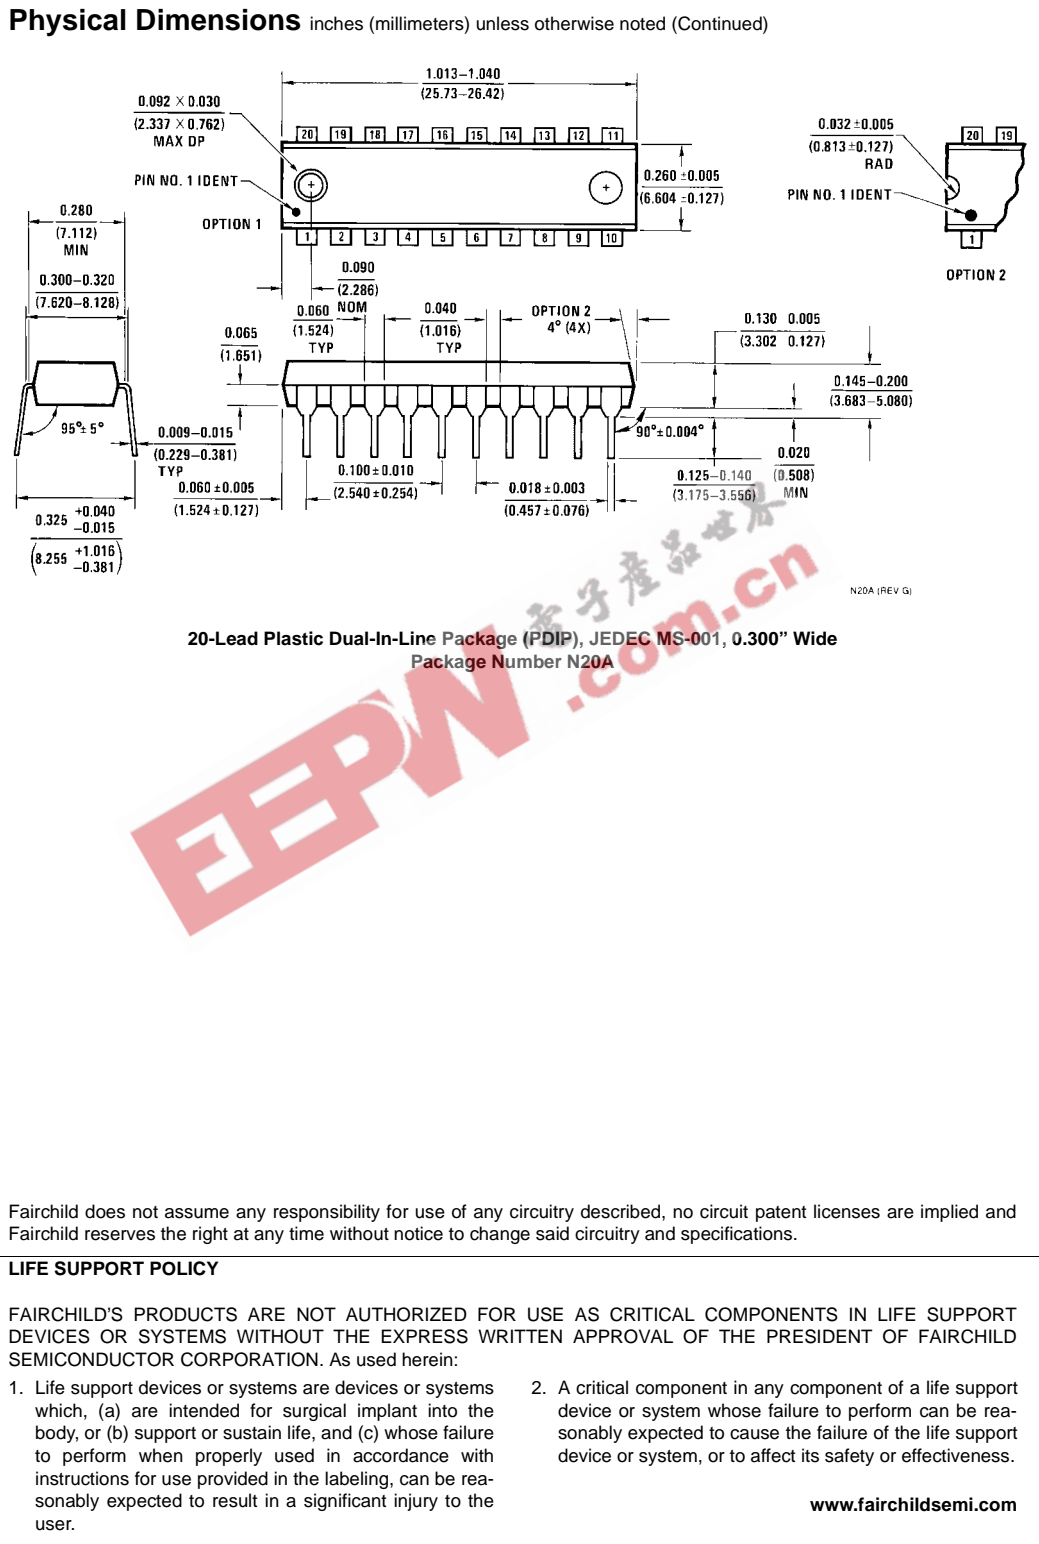 Physical Dimensions inches (millimeters) unless otherwise noted (Continued)
1.013–1.040
(25.73–26.42)
0.092 × 0.030
(2.337 × 0.762)
MAX DP
20 19 18 17 16 15 14 13 12 11
0.032 ±0.005
(0.813 ±0.127)
RAD
20 19
PIN NO. 1 IDENT
0.260 ±0.005
(6.604 ±0.127)
PIN NO. 1 IDENT
OPTION 1
1 2 3 4 5 6 7 8 9 10
1
OPTION 2
0.280
(7.112)
MIN
0.300–0.320
(7.620–8.128)
0.090
(2.286)
NOM
0.060
(1.524)
TYP
0.040
(1.016)
TYP
OPTION 2
4° (4X)
0.130 0.005
(3.302 0.127)
0.065
(1.651)
0.145–0.200
(3.683–5.080)
95°± 5°
0.009–0.015
(0.229–0.381)
TYP
90°±0.004°
0.020
(0.508)
MIN
0.100 ±0.010
(2.540 ±0.254)
0.125–0.140
(3.175–3.556)
0.060 ±0.005
(1.524 ±0.127)
0.018 ±0.003
(0.457 ±0.076)
0.325 +0.040
–0.015
(8.255 +1.016
–0.381)
N20A (REV G)
電子產品世界
EEPW.com.cn
20-Lead Plastic Dual-In-Line Package (PDIP), JEDEC MS-001, 0.300” Wide
Package Number N20A
Fairchild does not assume any responsibility for use of any circuitry described, no circuit patent licenses are implied and
Fairchild reserves the right at any time without notice to change said circuitry and specifications.
LIFE SUPPORT POLICY
FAIRCHILD'S PRODUCTS ARE NOT AUTHORIZED FOR USE AS CRITICAL COMPONENTS IN LIFE SUPPORT
DEVICES OR SYSTEMS WITHOUT THE EXPRESS WRITTEN APPROVAL OF THE PRESIDENT OF FAIRCHILD
SEMICONDUCTOR CORPORATION. As used herein:
1. Life support devices or systems are devices or systems
which, (a) are intended for surgical implant into the
body, or (b) support or sustain life, and (c) whose failure
to perform when properly used in accordance with
instructions for use provided in the labeling, can be rea-
sonably expected to result in a significant injury to the
user.
2. A critical component in any component of a life support
device or system whose failure to perform can be rea-
sonably expected to cause the failure of the life support
device or system, or to affect its safety or effectiveness.
www.fairchildsemi.com